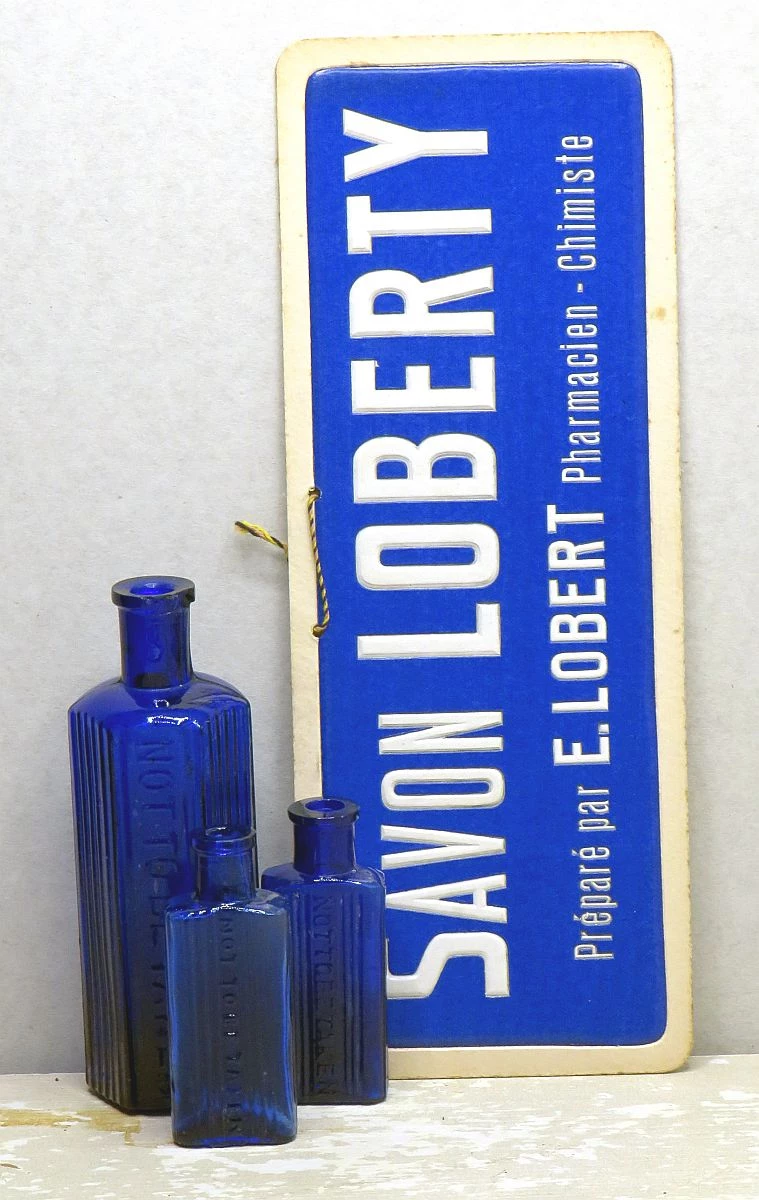 SAVON LOBERTY
Préparé par E. LOBERT Pharmacien - Chimiste
NOT TO BE TAKEN
NOT TO BE TAKEN
NOT TO BE TAKEN